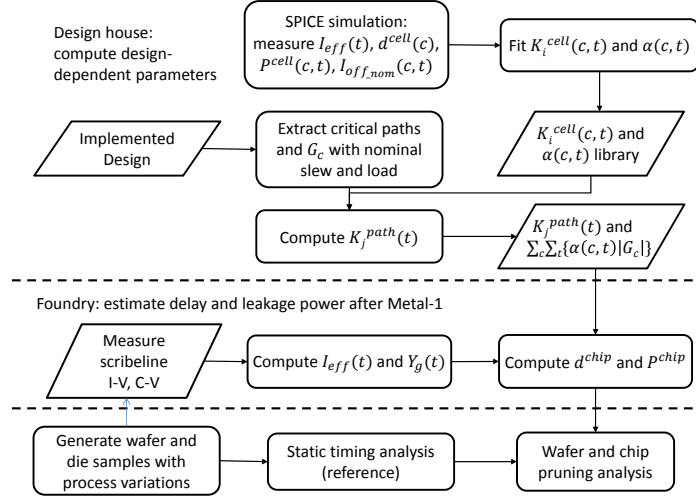 Design house:
compute design-
dependent parameters
SPICE simulation:
measure I_eff(t), d^cell(c),
P^cell(c, t), I_off_nom(c, t)
Fit K_i^cell(c, t) and α(c, t)
Implemented
Design
Extract critical paths
and G_c with nominal
slew and load
K_i^cell(c, t) and
α(c, t) library
Compute K_j^path(t)
K_j^path(t) and
∑_c∑_t{α(c, t)|G_c|}
Foundry: estimate delay and leakage power after Metal-1
Measure
scribeline
I-V, C-V
Compute I_eff(t) and Y_g(t)
Compute d^chip and P^chip
Generate wafer and
die samples with
process variations
Static timing analysis
(reference)
Wafer and chip
pruning analysis